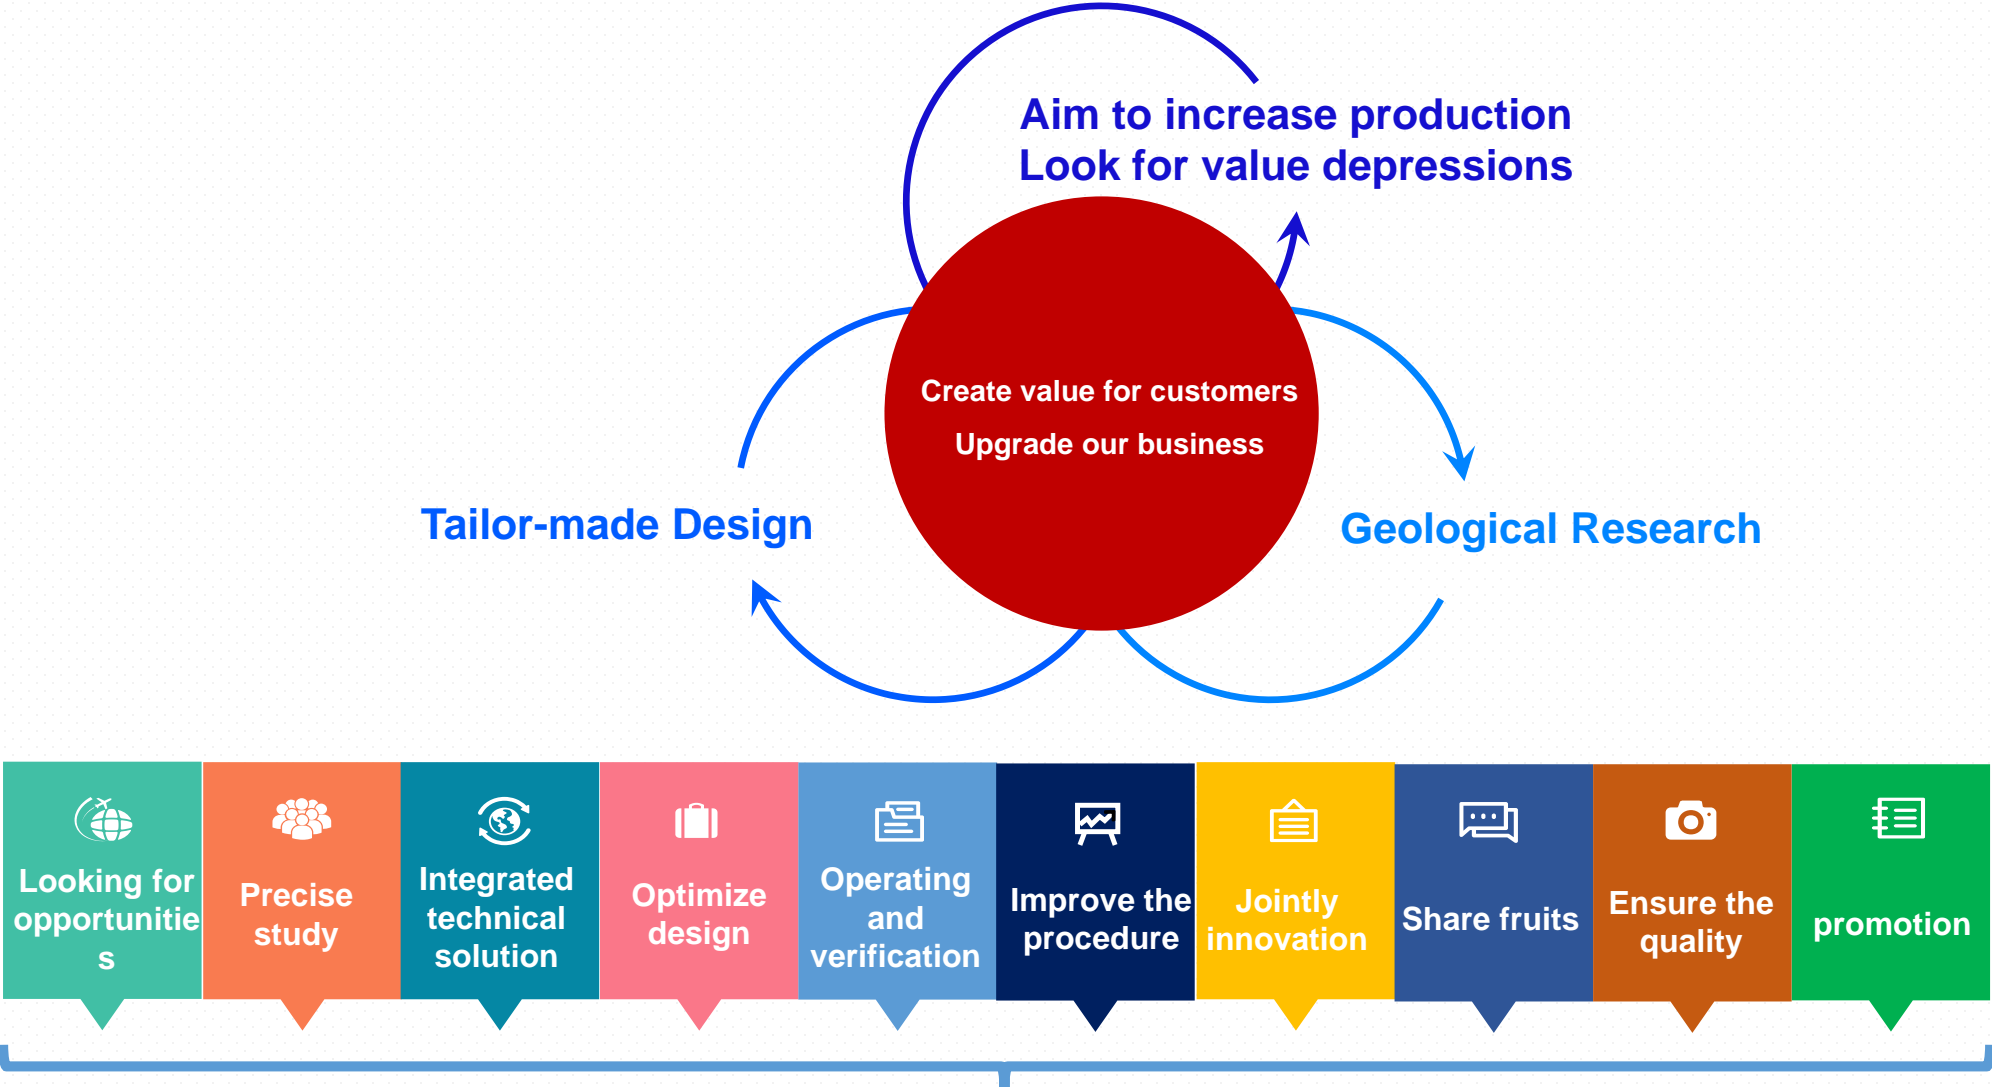 Aim to increase production
Look for value depressions
Create value for customers
Upgrade our business
Tailor-made Design
Geological Research
Looking for
opportunitie
s
Precise
study
Integrated
technical
solution
Optimize
design
Operating
and
verification
Improve the
procedure
Jointly
innovation
Share fruits
Ensure the
quality
promotion